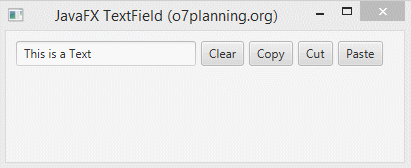 JavaFX TextField (o7planning.org)
This is a Text Clear Copy Cut Paste